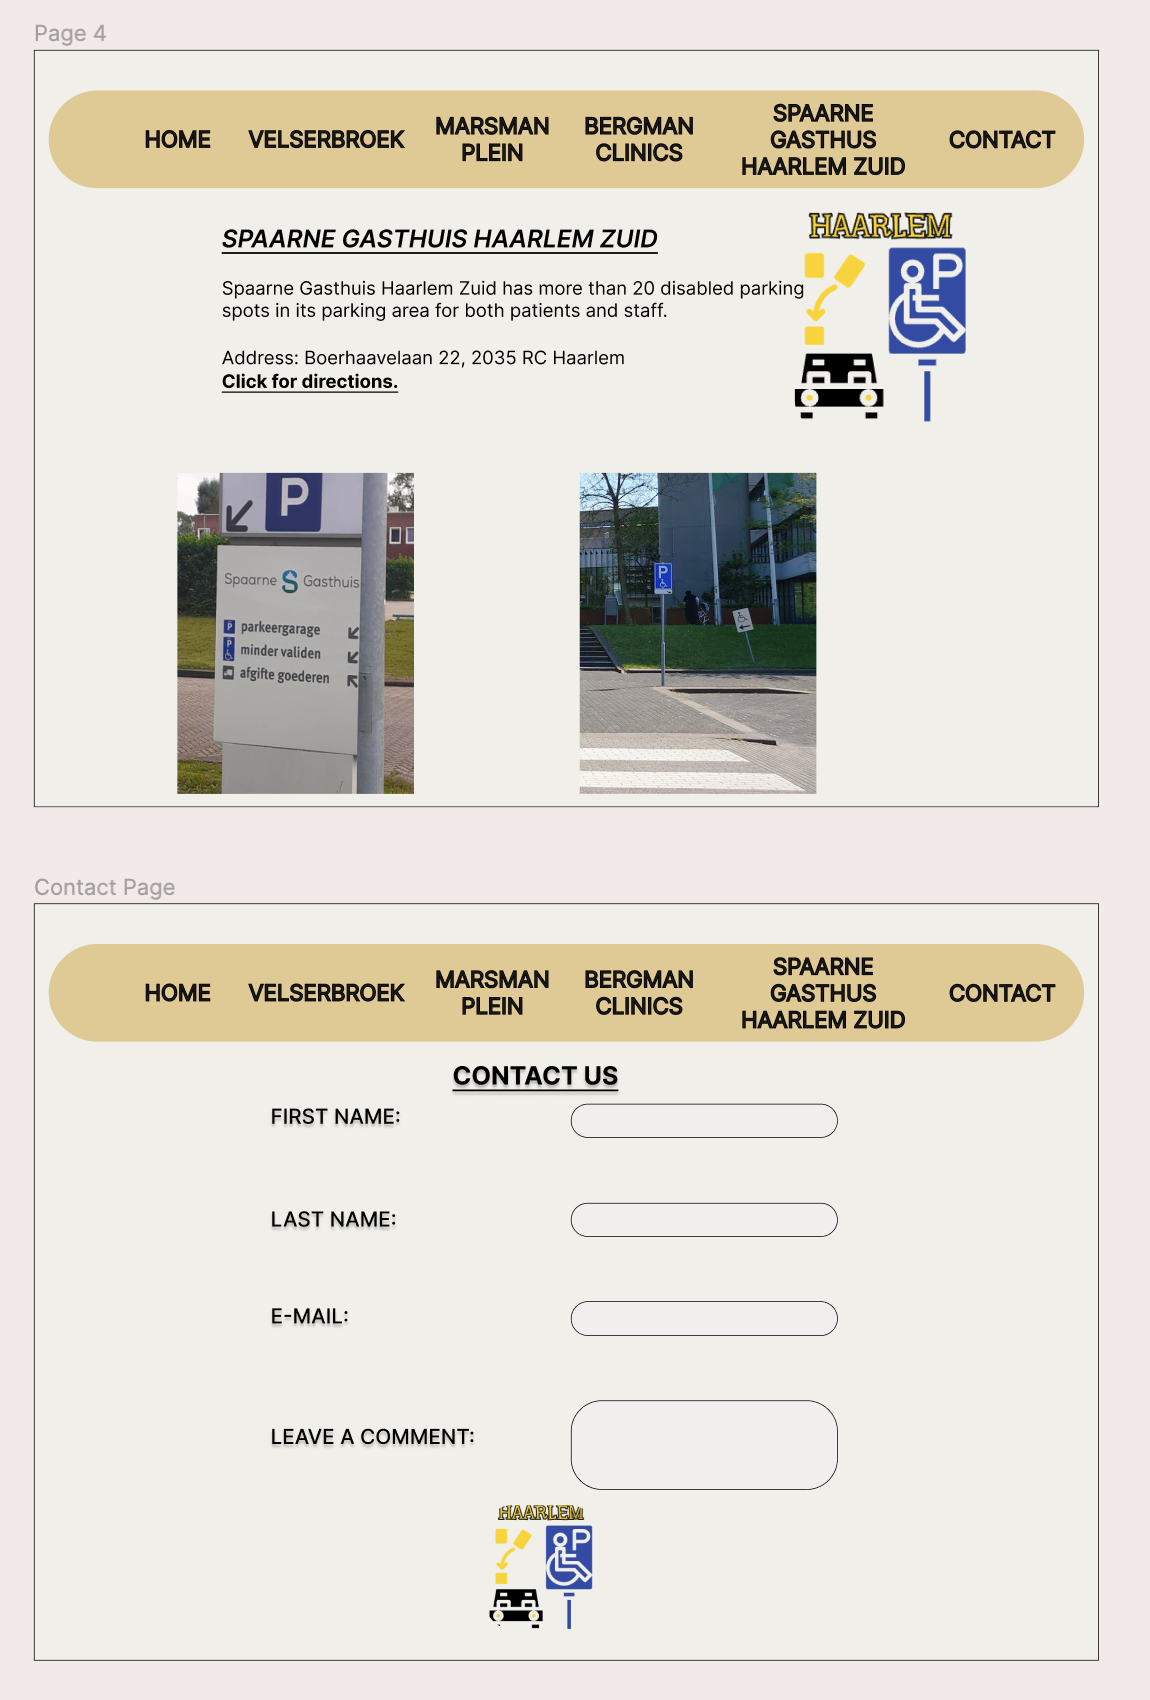 Page 4
HOME
VELSERBROEK
MARSMAN
PLEIN
BERGMAN
CLINICS
SPAARNE
GASTHUS
HAARLEM ZUID
CONTACT
SPAARNE GASTHUIS HAARLEM ZUID
Spaarne Gasthuis Haarlem Zuid has more than 20 disabled parking
spots in its parking area for both patients and staff.
Address: Boerhaavelaan 22, 2035 RC Haarlem
Click for directions.
HAARLEM
P
P
Spaarne Gasthuis
P parkeergarage
P minder validen
afgifte goederen
P
Contact Page
HOME
VELSERBROEK
MARSMAN
PLEIN
BERGMAN
CLINICS
SPAARNE
GASTHUS
HAARLEM ZUID
CONTACT
CONTACT US
FIRST NAME:
LAST NAME:
E-MAIL:
LEAVE A COMMENT:
HAARLEM
P